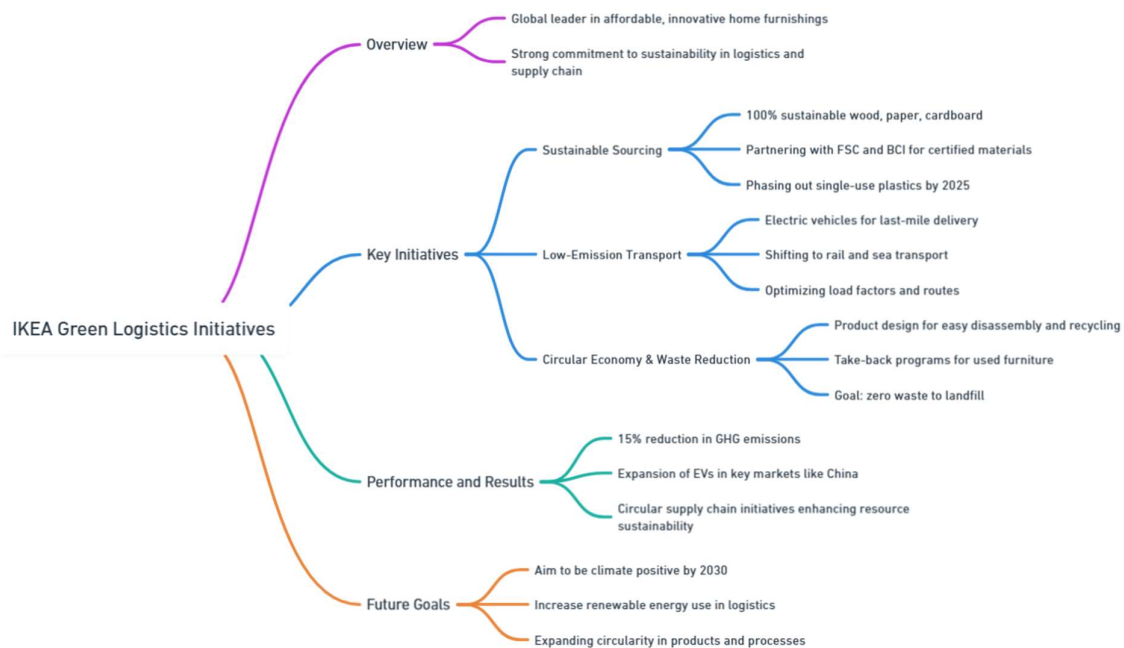 IKEA Green Logistics Initiatives
Overview
Global leader in affordable, innovative home furnishings
Strong commitment to sustainability in logistics and
supply chain
Key Initiatives
Sustainable Sourcing
100% sustainable wood, paper, cardboard
Partnering with FSC and BCI for certified materials
Phasing out single-use plastics by 2025
Low-Emission Transport
Electric vehicles for last-mile delivery
Shifting to rail and sea transport
Optimizing load factors and routes
Circular Economy & Waste Reduction
Product design for easy disassembly and recycling
Take-back programs for used furniture
Goal: zero waste to landfill
Performance and Results
15% reduction in GHG emissions
Expansion of EVs in key markets like China
Circular supply chain initiatives enhancing resource
sustainability
Future Goals
Aim to be climate positive by 2030
Increase renewable energy use in logistics
Expanding circularity in products and processes